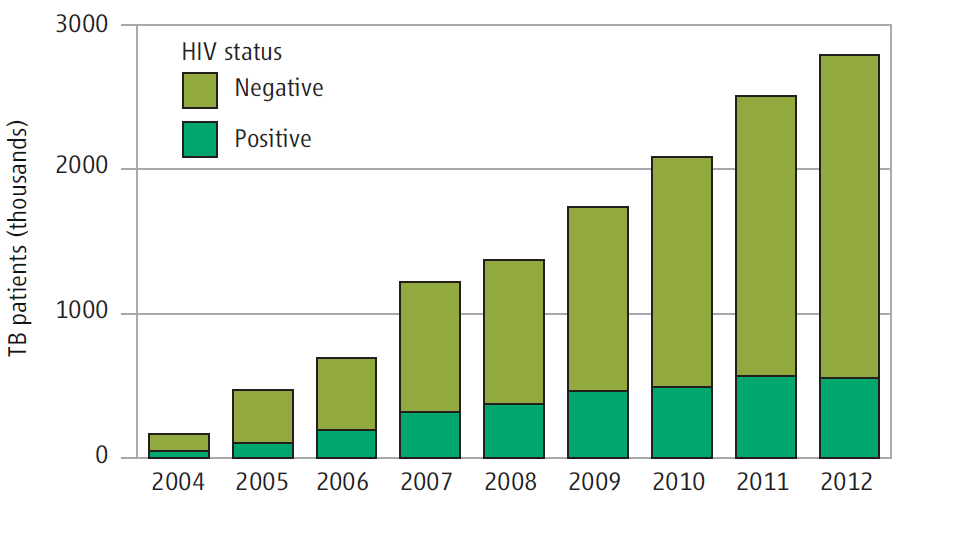 3000
HIV status
Negative
Positive
2000
1000
0
TB patients (thousands)
2004 2005 2006 2007 2008 2009 2010 2011 2012